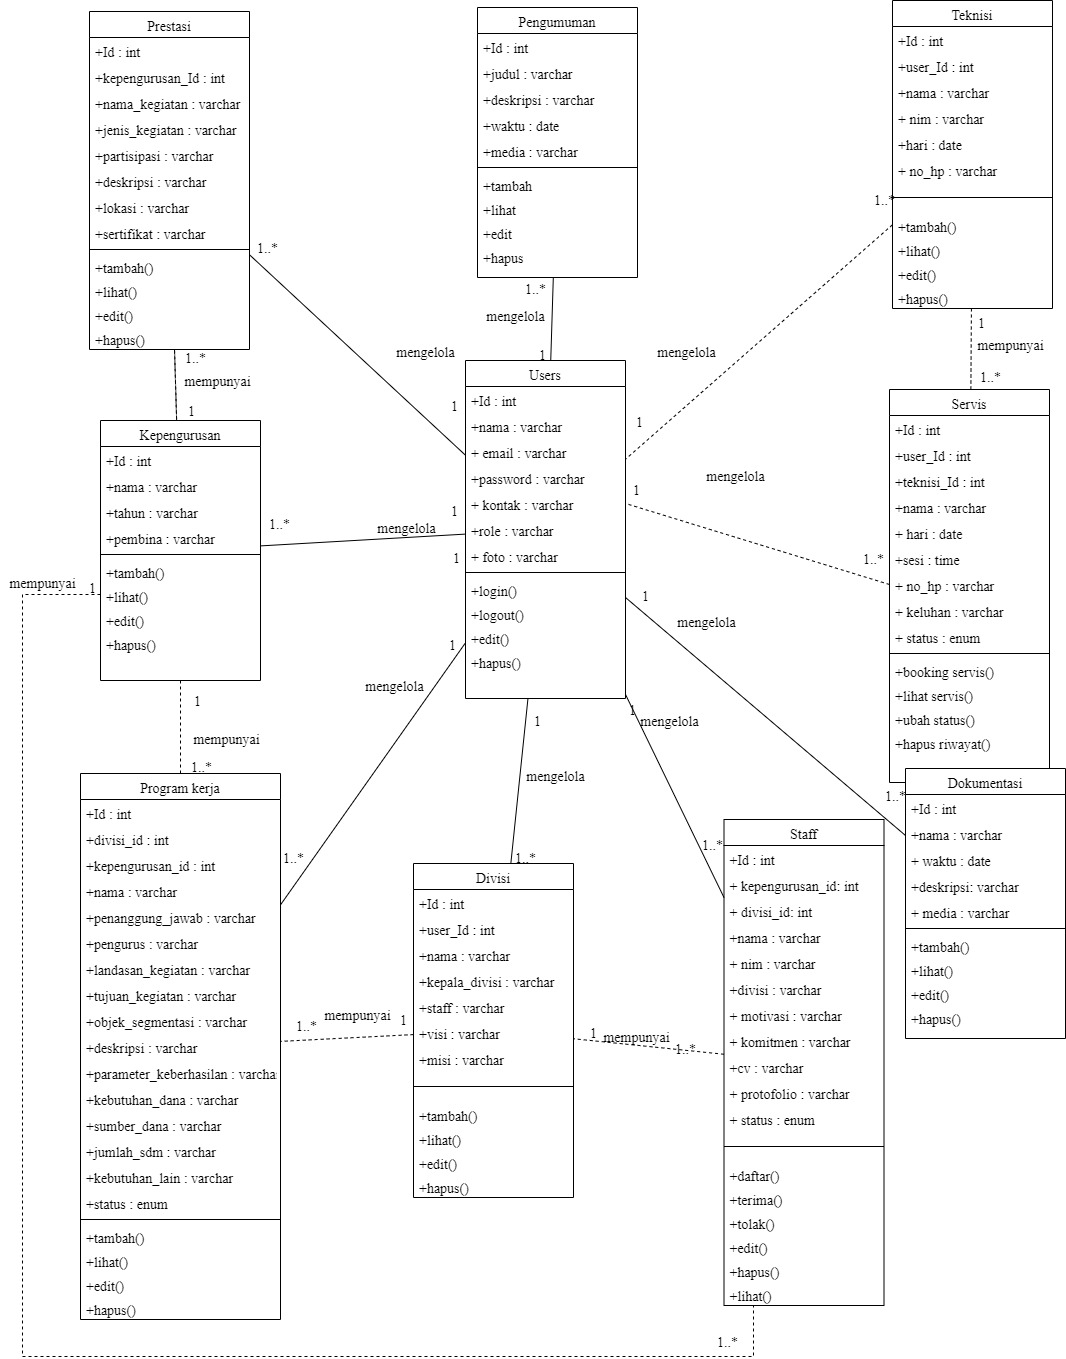 Prestasi
+Id : int
+kepengurusan_Id : int
+nama_kegiatan : varchar
+jenis_kegiatan : varchar
+partisipasi : varchar
+deskripsi : varchar
+lokasi : varchar
+sertifikat : varchar
+tambah()
+lihat()
+edit()
+hapus()
Pengumuman
+Id : int
+judul : varchar
+deskripsi : varchar
+waktu : date
+media : varchar
+tambah
+lihat
+edit
+hapus
Teknisi
+Id : int
+user_Id : int
+nama : varchar
+ nim : varchar
+hari : date
+ no_hp : varchar
+tambah()
+lihat()
+edit()
+hapus()
1..*
1..*
mengelola
1
1..*
mengelola
1
1..*
mengelola
1
1
mempunyai
1..*
1..*
mempunyai
1
Users
+Id : int
+nama : varchar
+ email : varchar
+password : varchar
+ kontak : varchar
+role : varchar
+ foto : varchar
+login()
+logout()
+edit()
+hapus()
Kepengurusan
+Id : int
+nama : varchar
+tahun : varchar
+pembina : varchar
+tambah()
+lihat()
+edit()
+hapus()
Servis
+Id : int
+user_Id : int
+teknisi_Id : int
+nama : varchar
+ hari : date
+sesi : time
+ no_hp : varchar
+ keluhan : varchar
+ status : enum
+booking servis()
+lihat servis()
+ubah status()
+hapus riwayat()
1
mengelola
1..*
1..*
mengelola
1
1
mempunyai
1
1
mengelola
1..*
1
mengelola
1..*
1
mengelola
1..*
1
mengelola
1..*
1
mempunyai
1..*
Program kerja
+Id : int
+divisi_id : int
+kepengurusan_id : int
+nama : varchar
+penanggung_jawab : varchar
+pengurus : varchar
+landasan_kegiatan : varchar
+tujuan_kegiatan : varchar
+objek_segmentasi : varchar
+deskripsi : varchar
+parameter_keberhasilan : varcha
+kebutuhan_dana : varchar
+sumber_dana : varchar
+jumlah_sdm : varchar
+kebutuhan_lain : varchar
+status : enum
+tambah()
+lihat()
+edit()
+hapus()
1..*
mempunyai
1
Divisi
+Id : int
+user_Id : int
+nama : varchar
+kepala_divisi : varchar
+staff : varchar
+visi : varchar
+misi : varchar
+tambah()
+lihat()
+edit()
+hapus()
1
mempunyai
1..*
Staff
+Id : int
+ kepengurusan_id: int
+ divisi_id: int
+nama : varchar
+ nim : varchar
+divisi : varchar
+ motivasi : varchar
+ komitmen : varchar
+cv : varchar
+ protofolio : varchar
+ status : enum
+daftar()
+terima()
+tolak()
+edit()
+hapus()
+lihat()
1..*
Dokumentasi
+Id : int
+nama : varchar
+ waktu : date
+deskripsi: varchar
+ media : varchar
+tambah()
+lihat()
+edit()
+hapus()